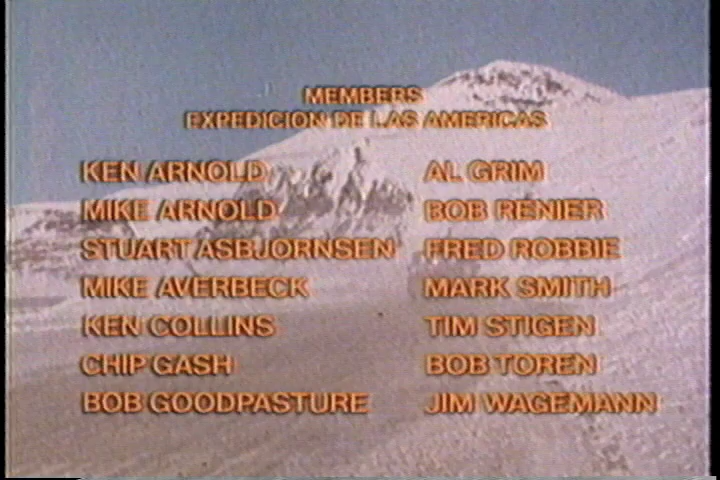 MEMBERS
EXPEDICION DE LAS AMERICAS
KEN ARNOLD
MIKE ARNOLD
STUART ASBJORNSEN
MIKE AVERBECK
KEN COLLINS
CHIP GASH
BOB GOODPASTURE
AL GRIM
BOB RENIER
FRED ROBBIE
MARK SMITH
TIM STIGEN
BOB TOREN
JIM WAGEMANN